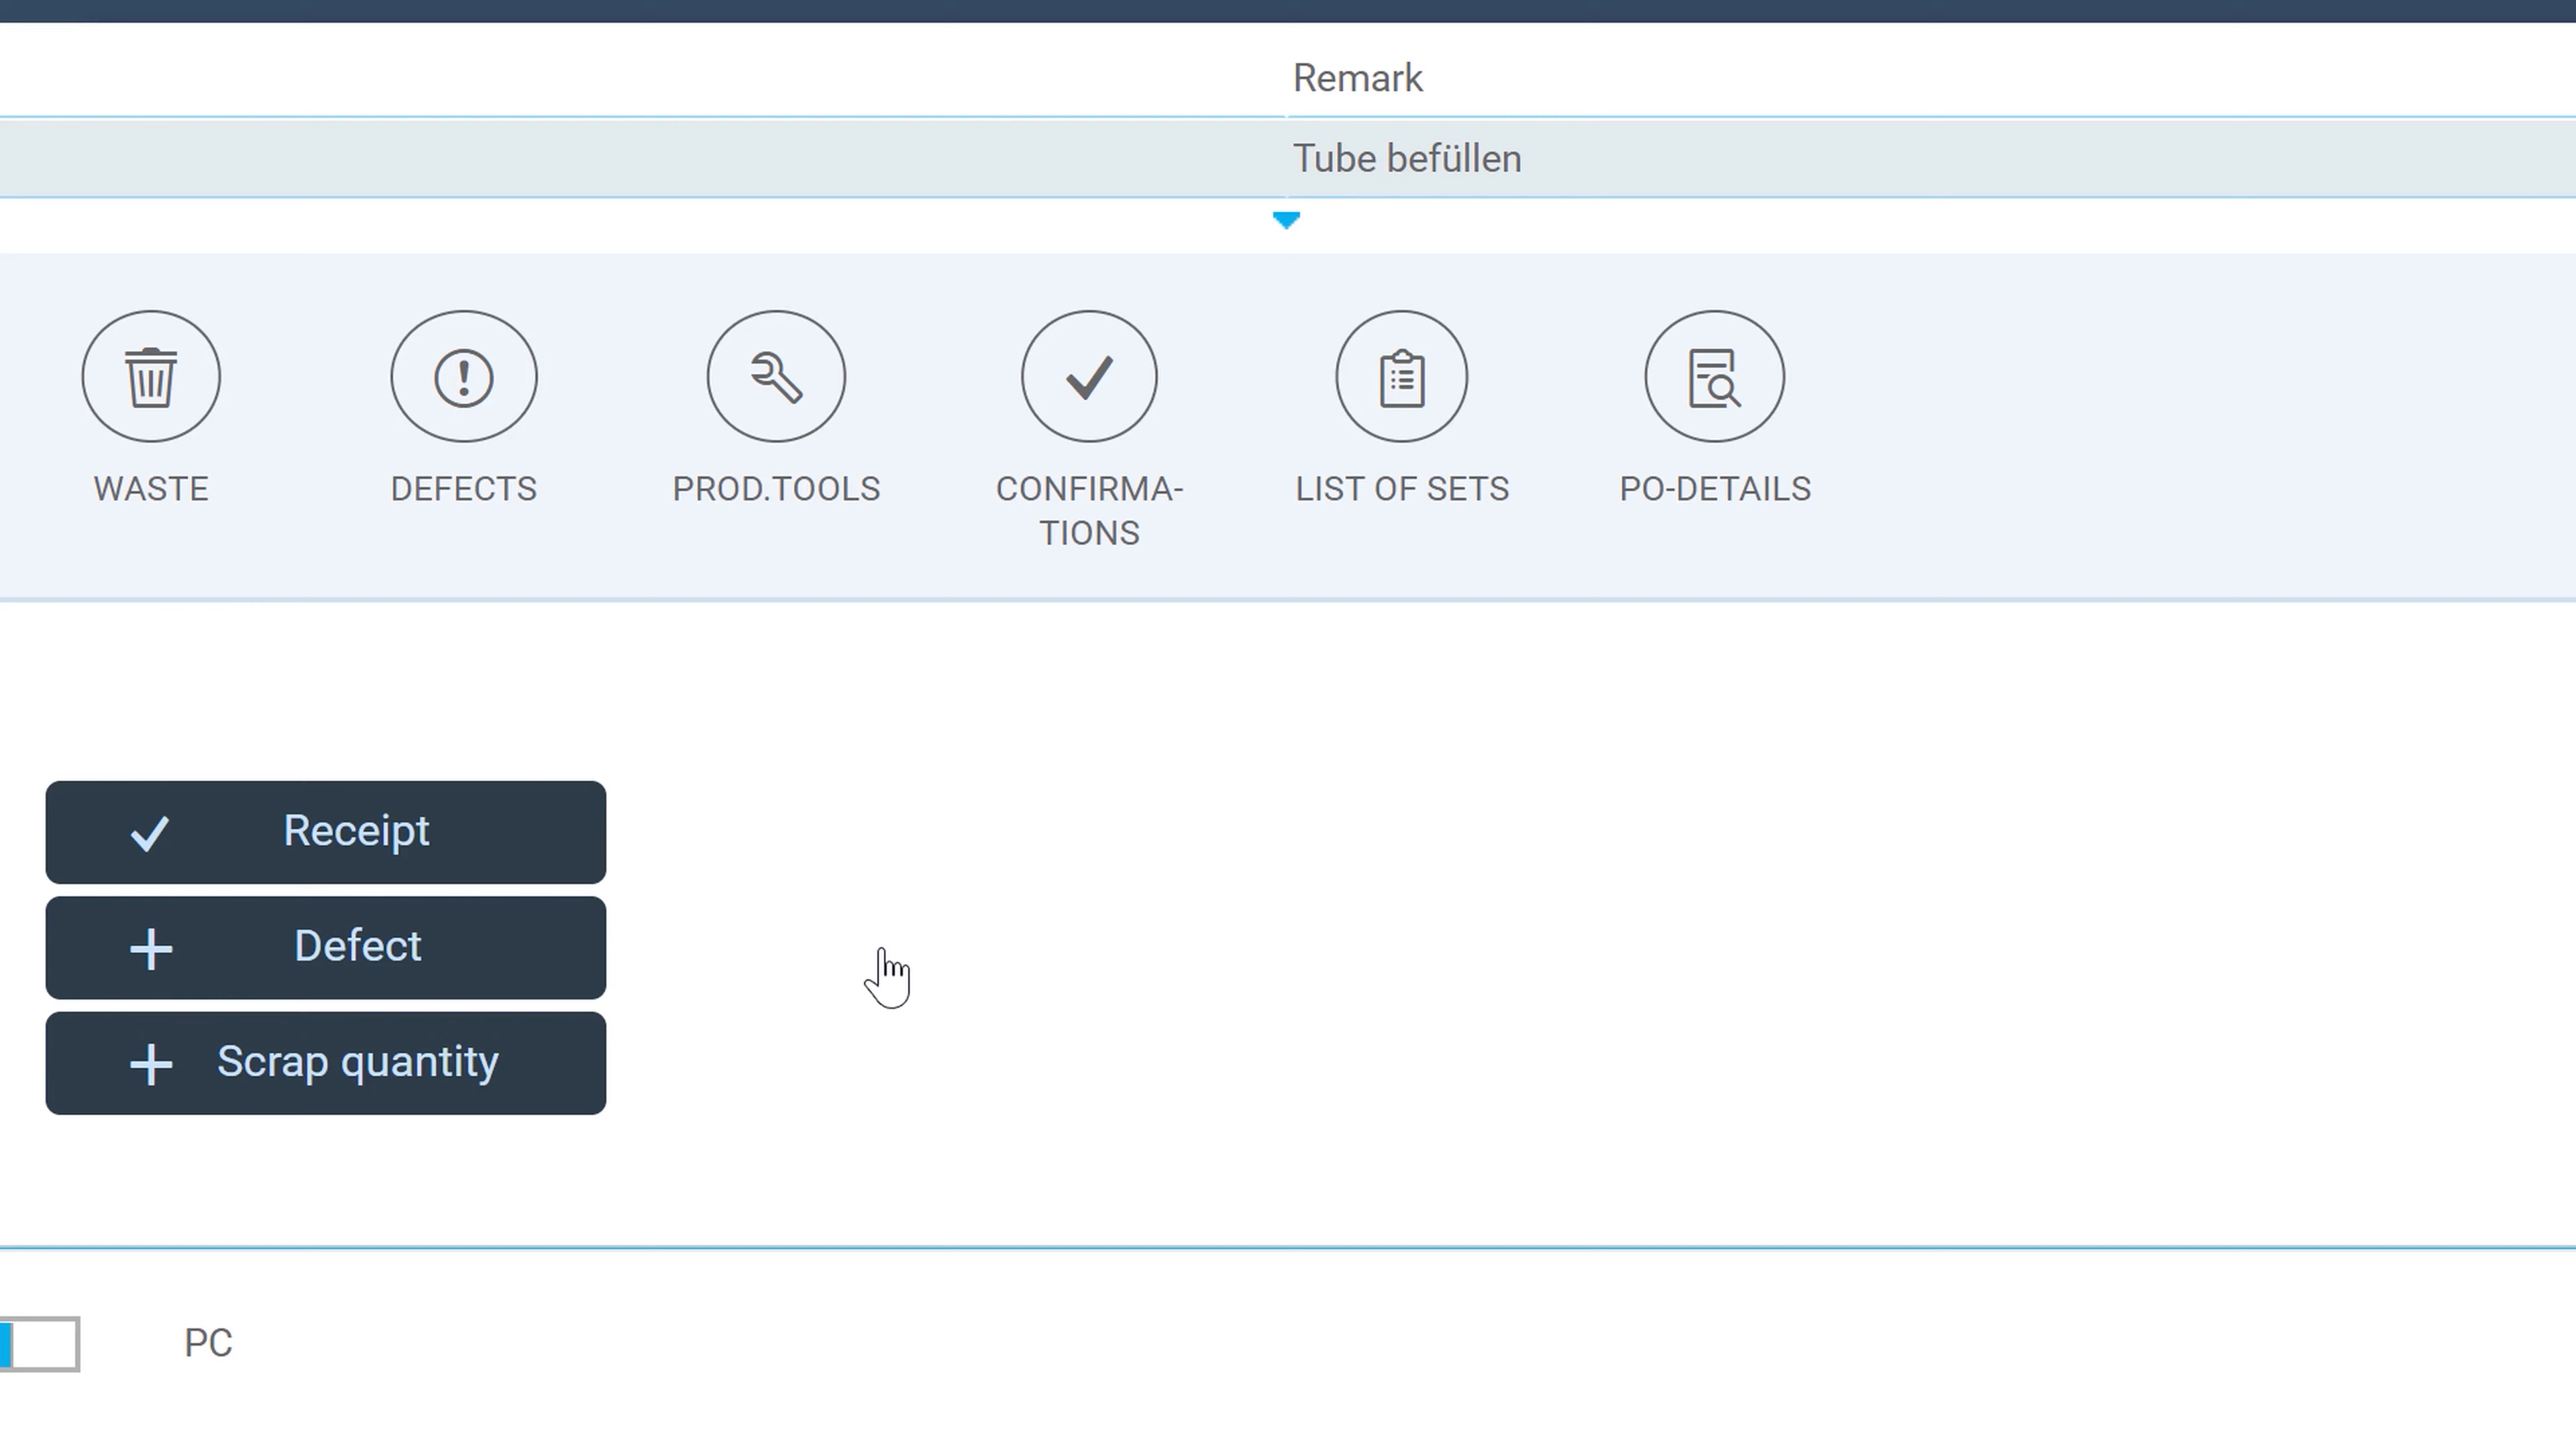 Remark
Tube befüllen
WASTE
DEFECTS
PROD.TOOLS
CONFIRMA-
TIONS
LIST OF SETS
PO-DETAILS
Receipt
Defect
Scrap quantity
PC